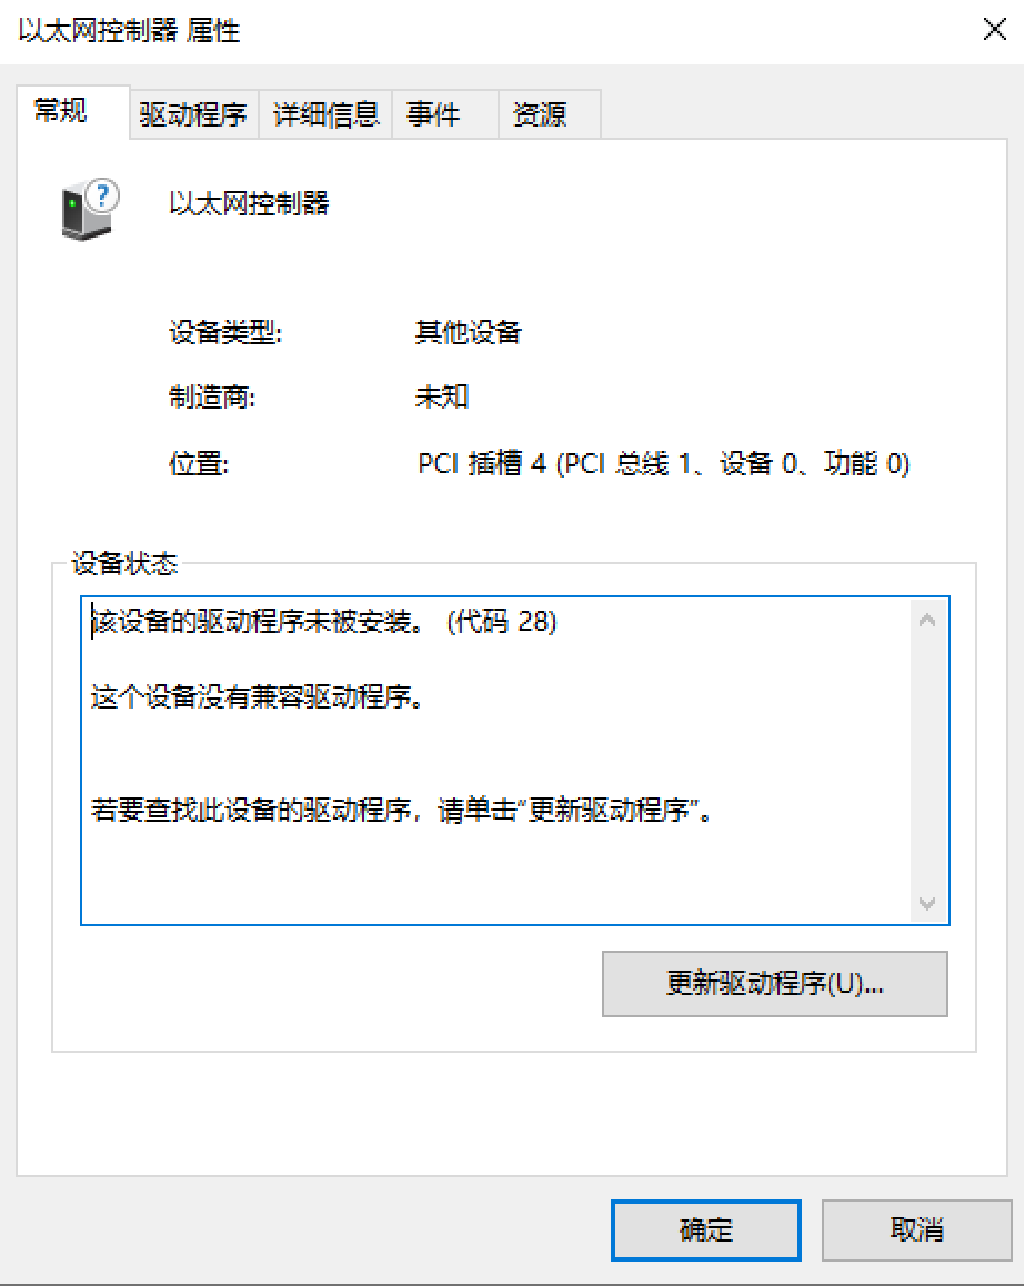 以太网控制器 属性
常规 驱动程序 详细信息 事件 资源
以太网控制器
设备类型: 其他设备
制造商: 未知
位置: PCI 插槽 4 (PCI 总线 1、设备 0、功能 0)
设备状态
该设备的驱动程序未被安装。 (代码 28)
这个设备没有兼容驱动程序。
若要查找此设备的驱动程序，请单击“更新驱动程序”。
更新驱动程序(U)...
确定 取消